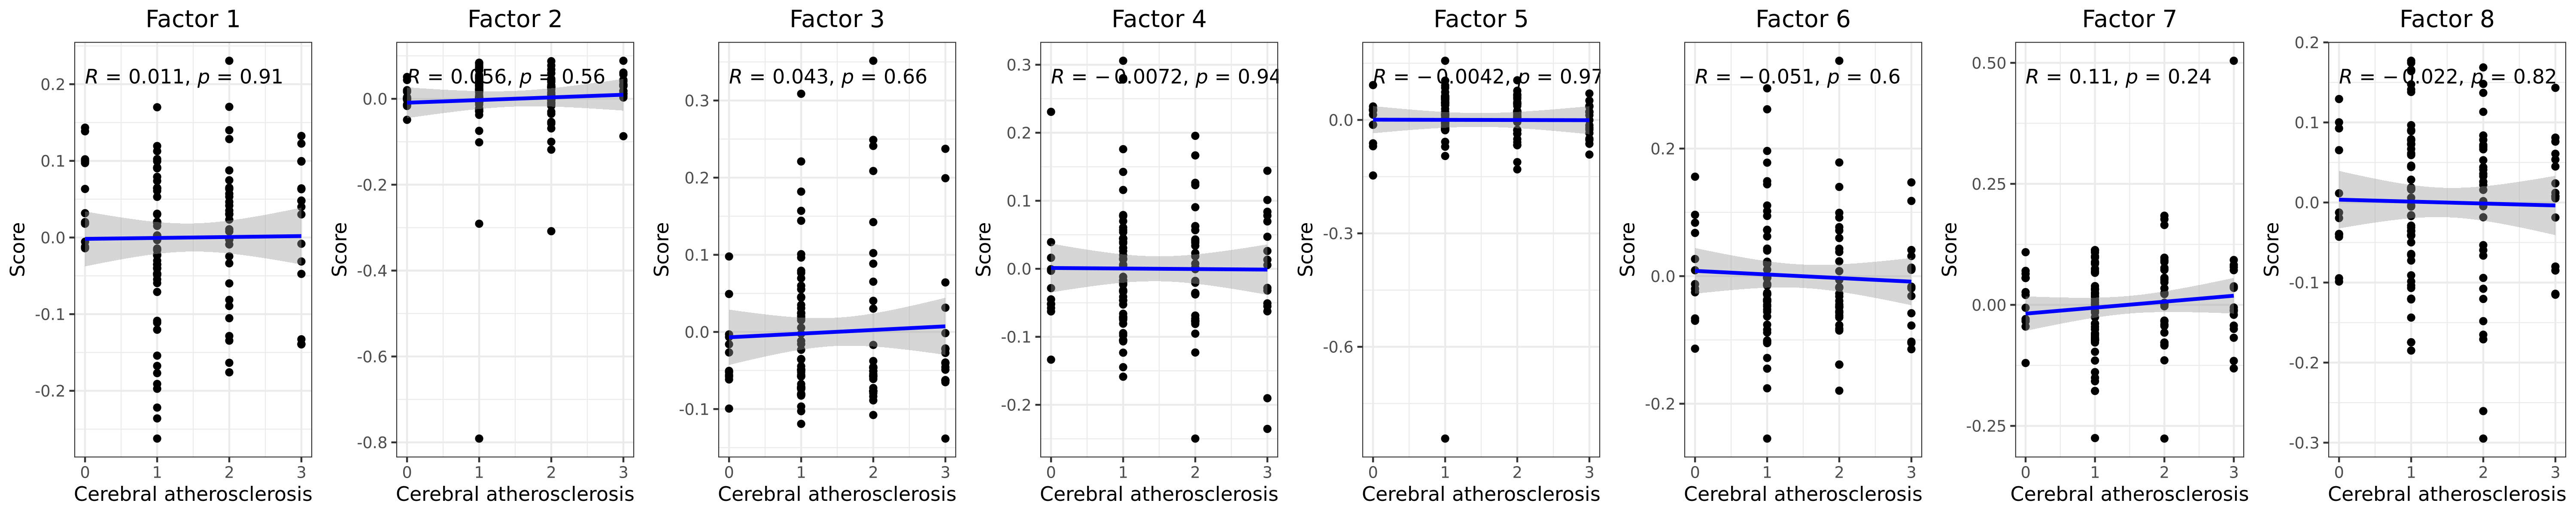 Factor 1
Factor 2
Factor 3
Factor 4
Factor 5
Factor 6
Factor 7
Factor 8
R = 0.011, p = 0.91
R = 0.056, p = 0.56
R = 0.043, p = 0.66
R = −0.0072, p = 0.94
R = −0.0042, p = 0.97
R = −0.051, p = 0.6
R = 0.11, p = 0.24
R = −0.022, p = 0.82
Score
0.2
0.1
0.0
-0.1
-0.2
0 1 2 3
Cerebral atherosclerosis
Score
0.0
-0.2
-0.4
-0.6
-0.8
0 1 2 3
Cerebral atherosclerosis
Score
0.3
0.2
0.1
0.0
-0.1
0 1 2 3
Cerebral atherosclerosis
Score
0.3
0.2
0.1
0.0
-0.1
-0.2
0 1 2 3
Cerebral atherosclerosis
Score
0.0
-0.3
-0.6
0 1 2 3
Cerebral atherosclerosis
Score
0.2
0.0
-0.2
0 1 2 3
Cerebral atherosclerosis
Score
0.50
0.25
0.00
-0.25
0 1 2 3
Cerebral atherosclerosis
Score
0.2
0.1
0.0
-0.1
-0.2
-0.3
0 1 2 3
Cerebral atherosclerosis